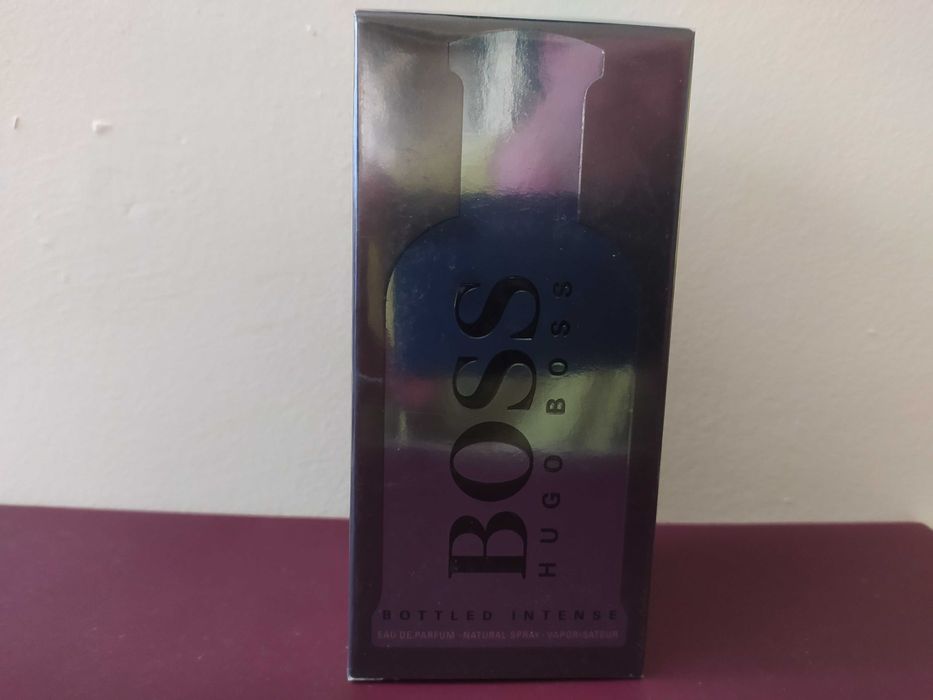 BOSS
HUGO BOSS
BOTTLED INTENSE
EAU DE PARFUM - NATURAL SPRAY - VAPORISATEUR